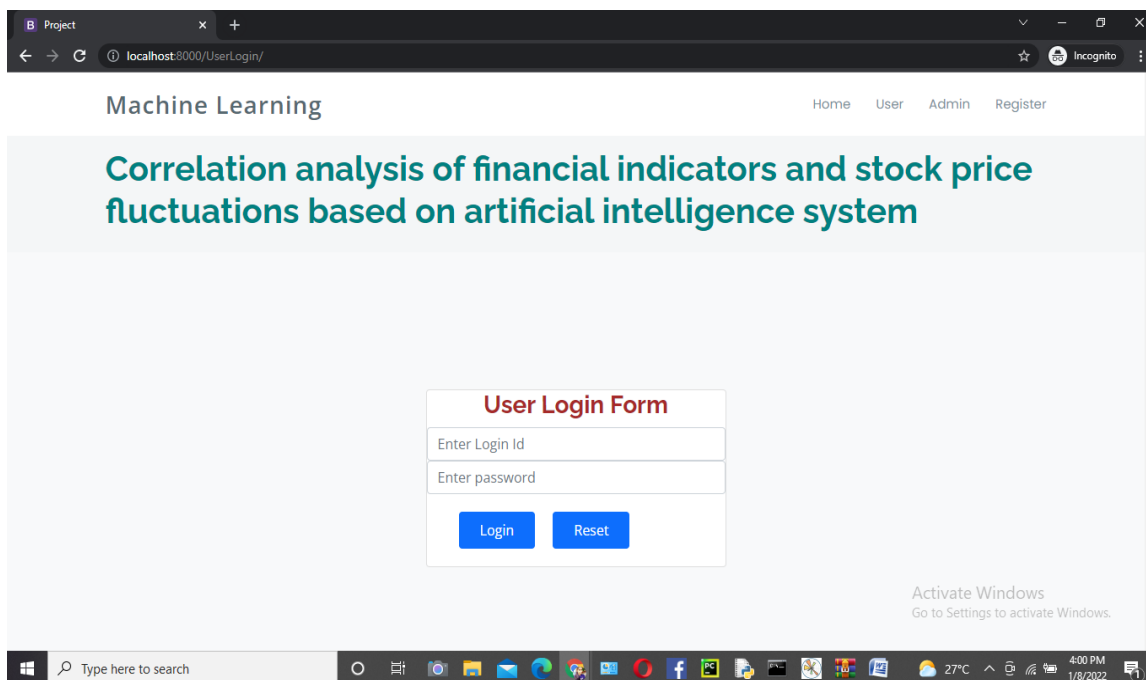 Project
localhost:8000/UserLogin/
Incognito
Machine Learning
Home User Admin Register
Correlation analysis of financial indicators and stock price
fluctuations based on artificial intelligence system
User Login Form
Enter Login Id
Enter password
Login Reset
Activate Windows
Go to Settings to activate Windows.
Type here to search
27°C
4:00 PM
1/8/2022